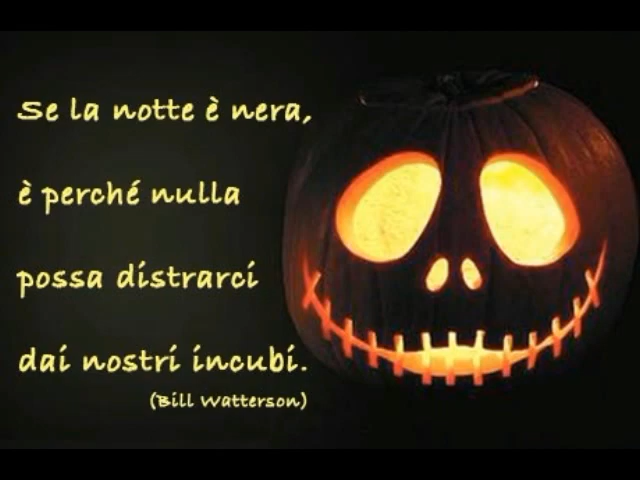 Se la notte è nera,
è perché nulla
possa distrarci
dai nostri incubi.
(Bill Watterson)